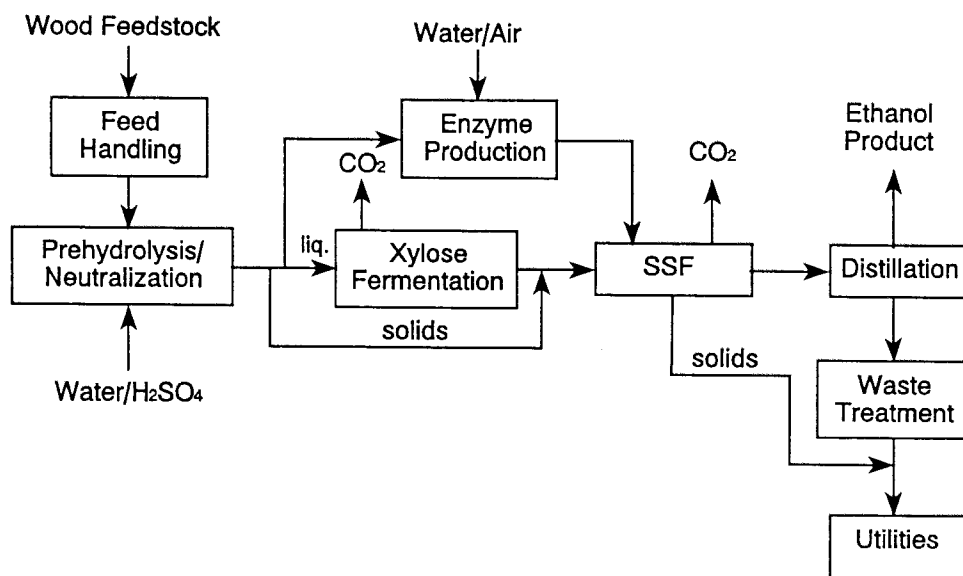 Wood Feedstock
Feed
Handling
Prehydrolysis/
Neutralization
Water/H₂SO₄
Water/Air
Enzyme
Production
CO₂
liq.
Xylose
Fermentation
solids
CO₂
SSF
solids
Ethanol
Product
Distillation
Waste
Treatment
Utilities